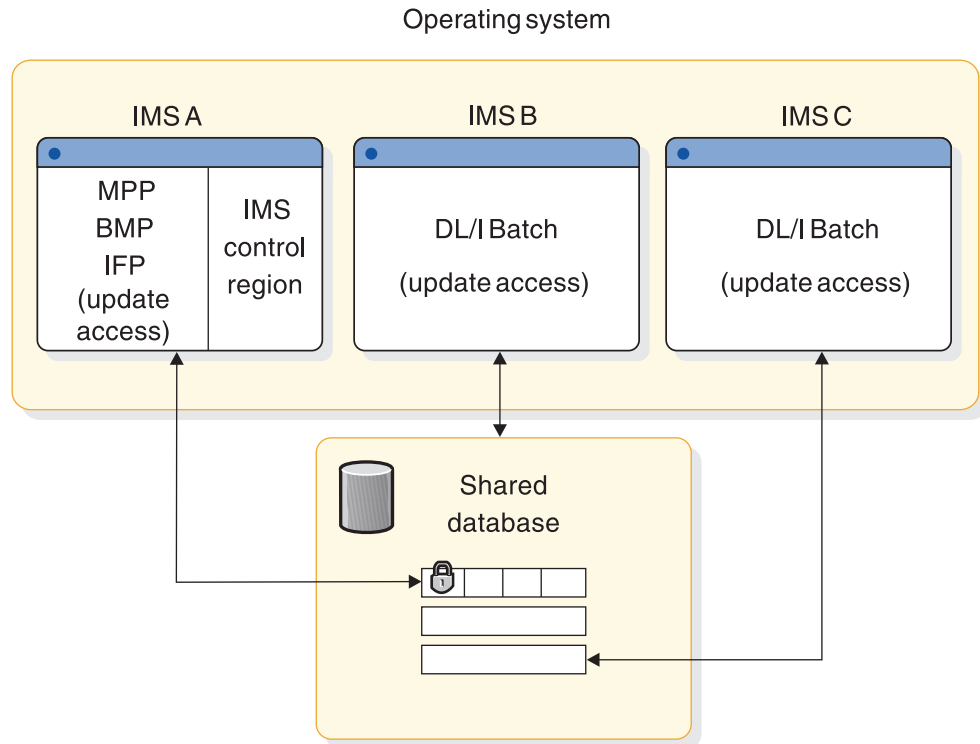 Operating system
IMS A
IMS B
IMS C
MPP
BMP
IFP
(update
access)
IMS
control
region
DL/I Batch
(update access)
DL/I Batch
(update access)
Shared
database